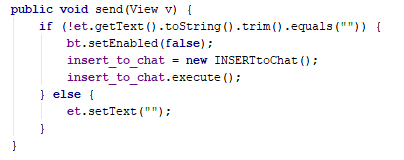 public void send(View v) {
    if (!et.getText().toString().trim().equals("")) {
        bt.setEnabled(false);
        insert_to_chat = new INSERTtoChat();
        insert_to_chat.execute();
    } else {
        et.setText("");
    }
}